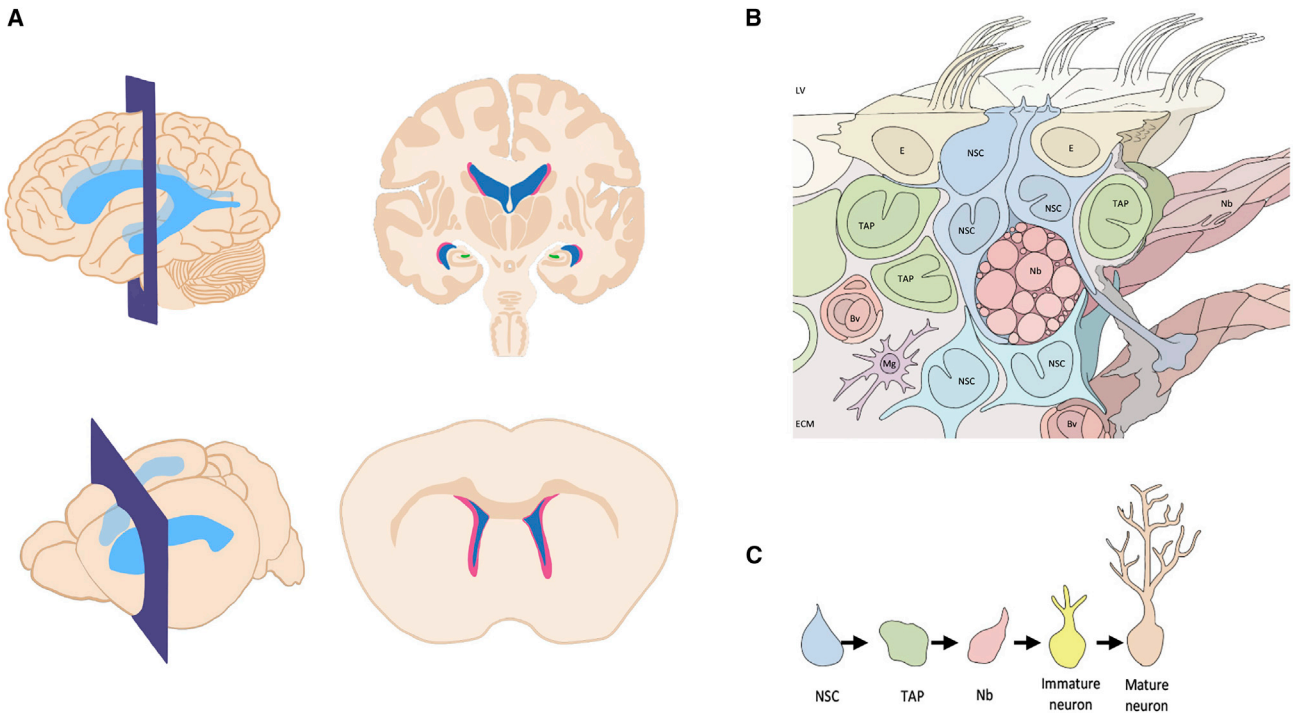 A
B
LV
E
NSC
E
TAP
NSC
NSC
TAP
Nb
TAP
Nb
Bv
Mg
NSC
NSC
ECM
Bv
C
NSC
TAP
Nb
Immature
neuron
Mature
neuron